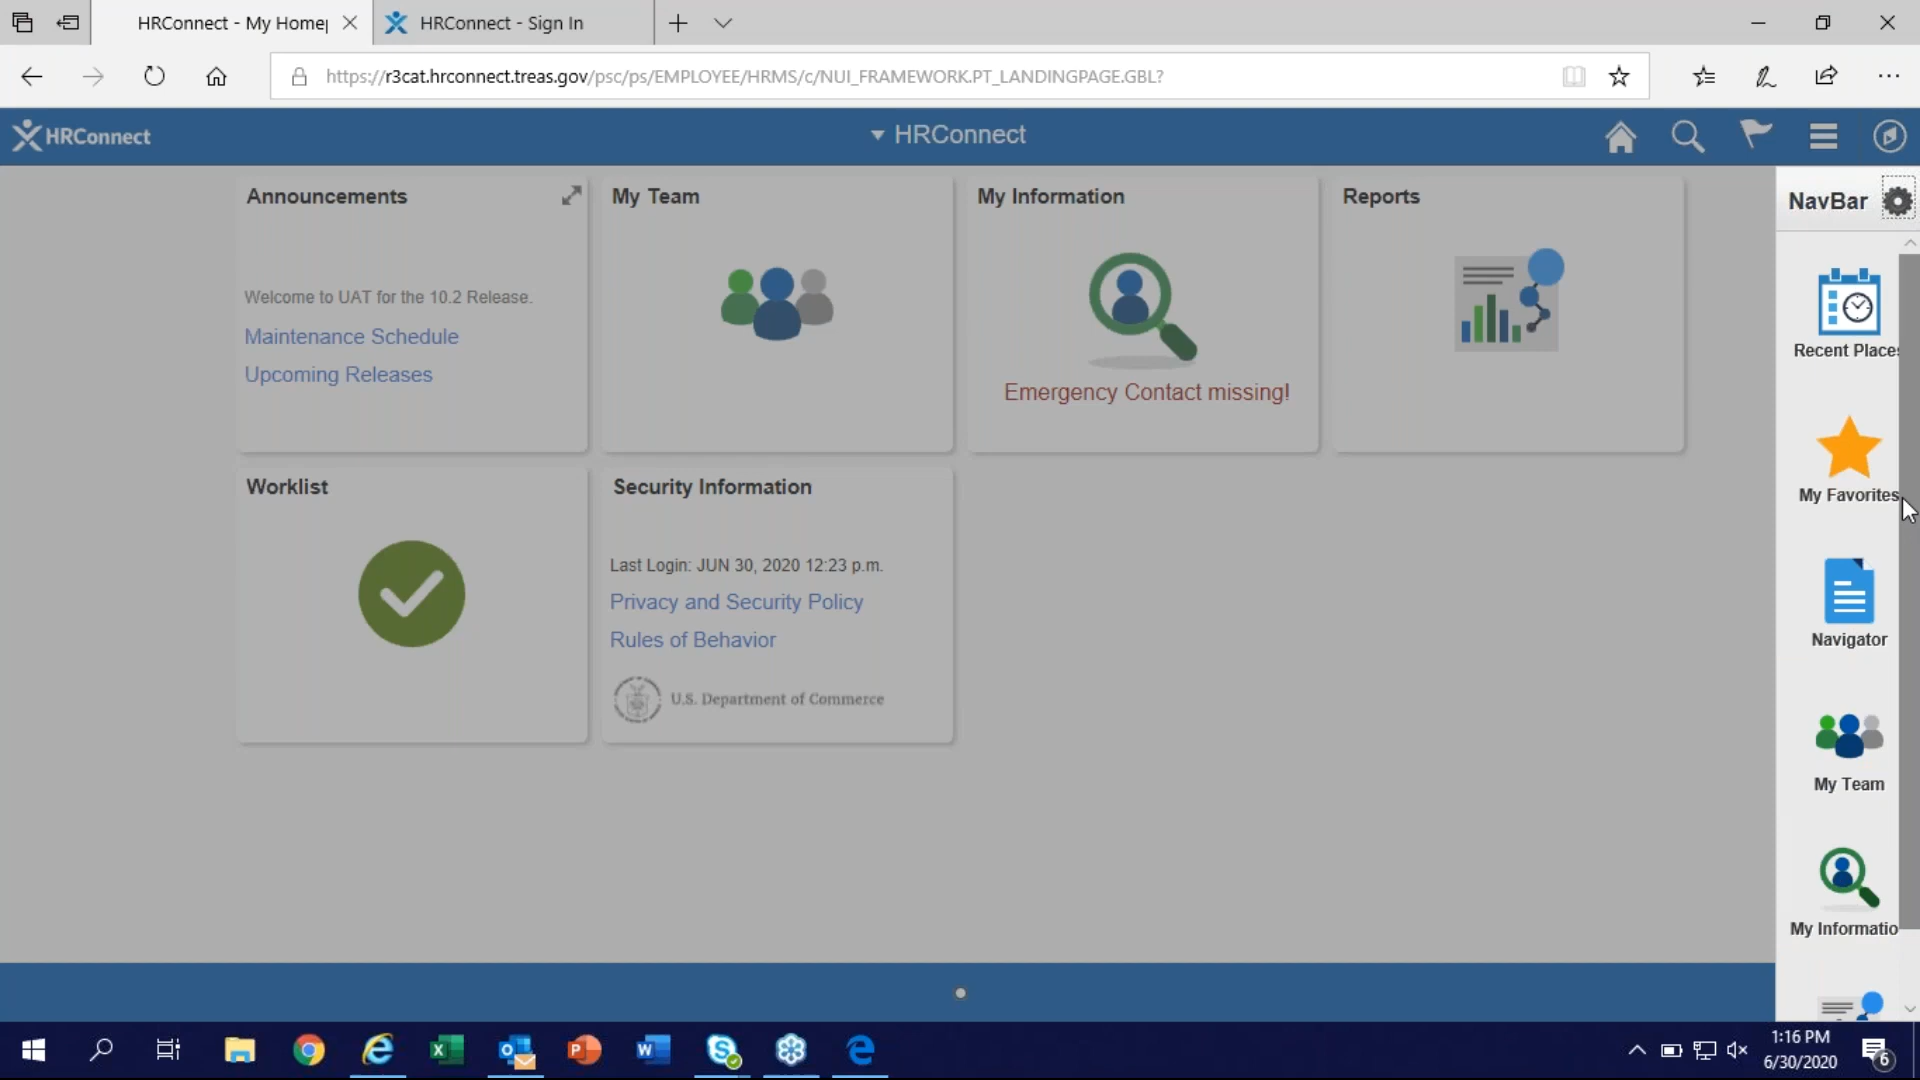 HRConnect - My Home
HRConnect - Sign In
https://r3cat.hrconnect.treas.gov/psc/ps/EMPLOYEE/HRMS/c/NUI_FRAMEWORK.PT_LANDINGPAGE.GBL?
HRConnect
HRConnect
NavBar
Announcements
Welcome to UAT for the 10.2 Release.
Maintenance Schedule
Upcoming Releases
My Team
My Information
Emergency Contact missing!
Reports
Worklist
Security Information
Last Login: JUN 30, 2020 12:23 p.m.
Privacy and Security Policy
Rules of Behavior
U.S. Department of Commerce
Recent Places
My Favorites
Navigator
My Team
My Informatio
1:16 PM
6/30/2020
6